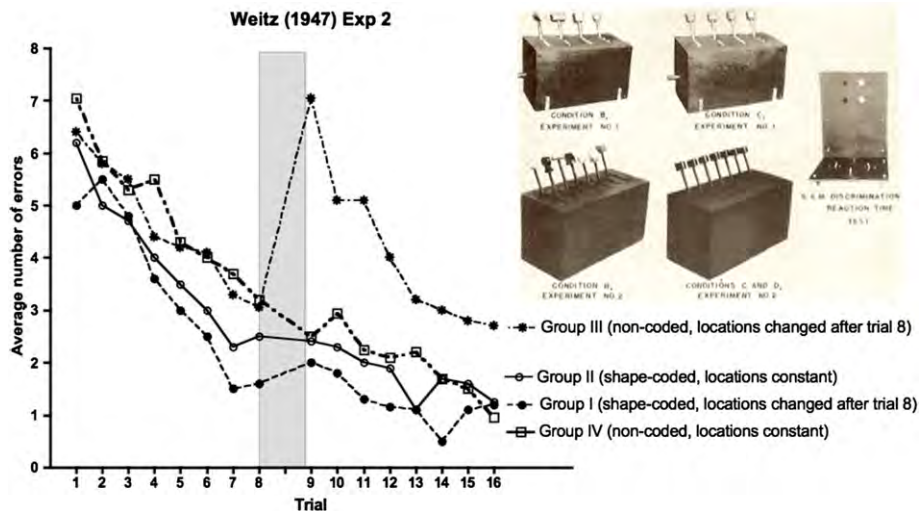 Weitz (1947) Exp 2
8
7
6
5
4
3
2
1
0
Average number of errors
1 2 3 4 5 6 7 8 9 10 11 12 13 14 15 16
Trial
CONDITION B,
EXPERIMENT NO. 1
CONDITION C,
EXPERIMENT NO. 1
DISCRIMINATION
REACTION TIME
TEST
CONDITION B,
EXPERIMENT NO. 2
CONDITIONS C AND D,
EXPERIMENT NO. 2
Group III (non-coded, locations changed after trial 8)
Group II (shape-coded, locations constant)
Group I (shape-coded, locations changed after trial 8)
Group IV (non-coded, locations constant)